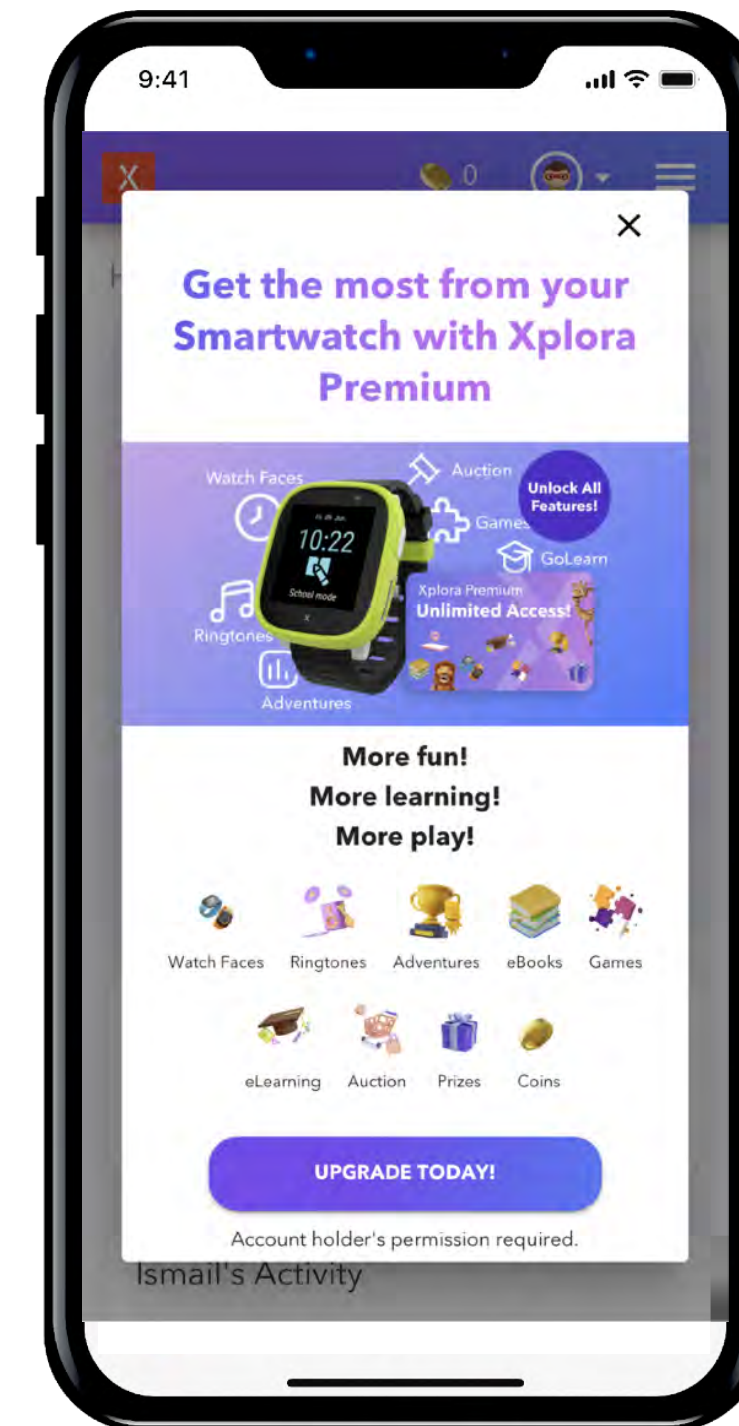 9:41
X
0
H
Get the most from your
Smartwatch with Xplora
Premium
Watch Faces
Auction
Unlock All
Features!
Games
GoLearn
10:22
School mode
X
Xplora Premium
Unlimited Access!
Ringtones
Adventures
More fun!
More learning!
More play!
Watch Faces Ringtones Adventures eBooks Games
eLearning Auction Prizes Coins
UPGRADE TODAY!
Account holder's permission required.
Ismail's Activity